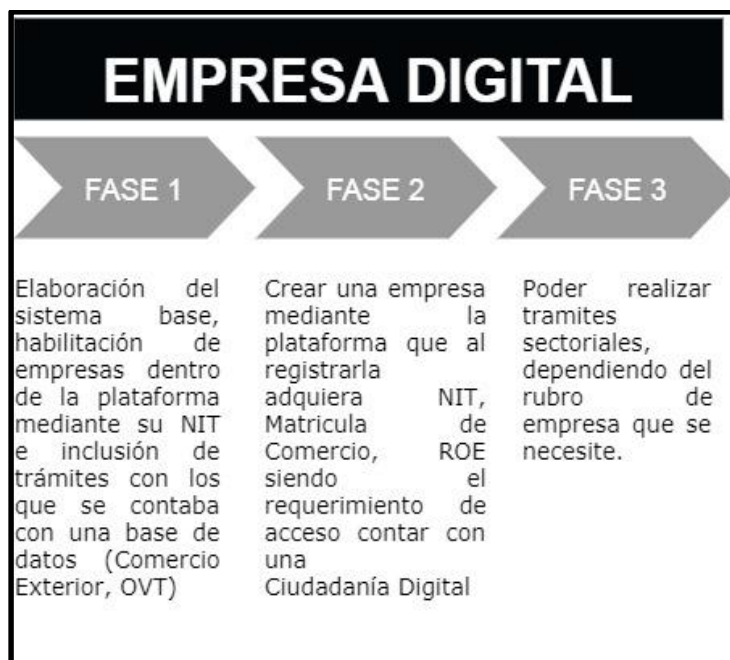 EMPRESA DIGITAL
FASE 1
FASE 2
FASE 3
Elaboración del
sistema base,
habilitación de
empresas dentro
de la plataforma
mediante su NIT
e inclusión de
trámites con los
que se contaba
con una base de
datos (Comercio
Exterior, OVT)
Crear una empresa
mediante la
plataforma que al
registrarla
adquiera NIT,
Matricula de
Comercio, ROE
siendo el
requerimiento de
acceso contar con
una
Ciudadanía Digital
Poder realizar
tramites
sectoriales,
dependiendo del
rubro de
empresa que se
necesite.